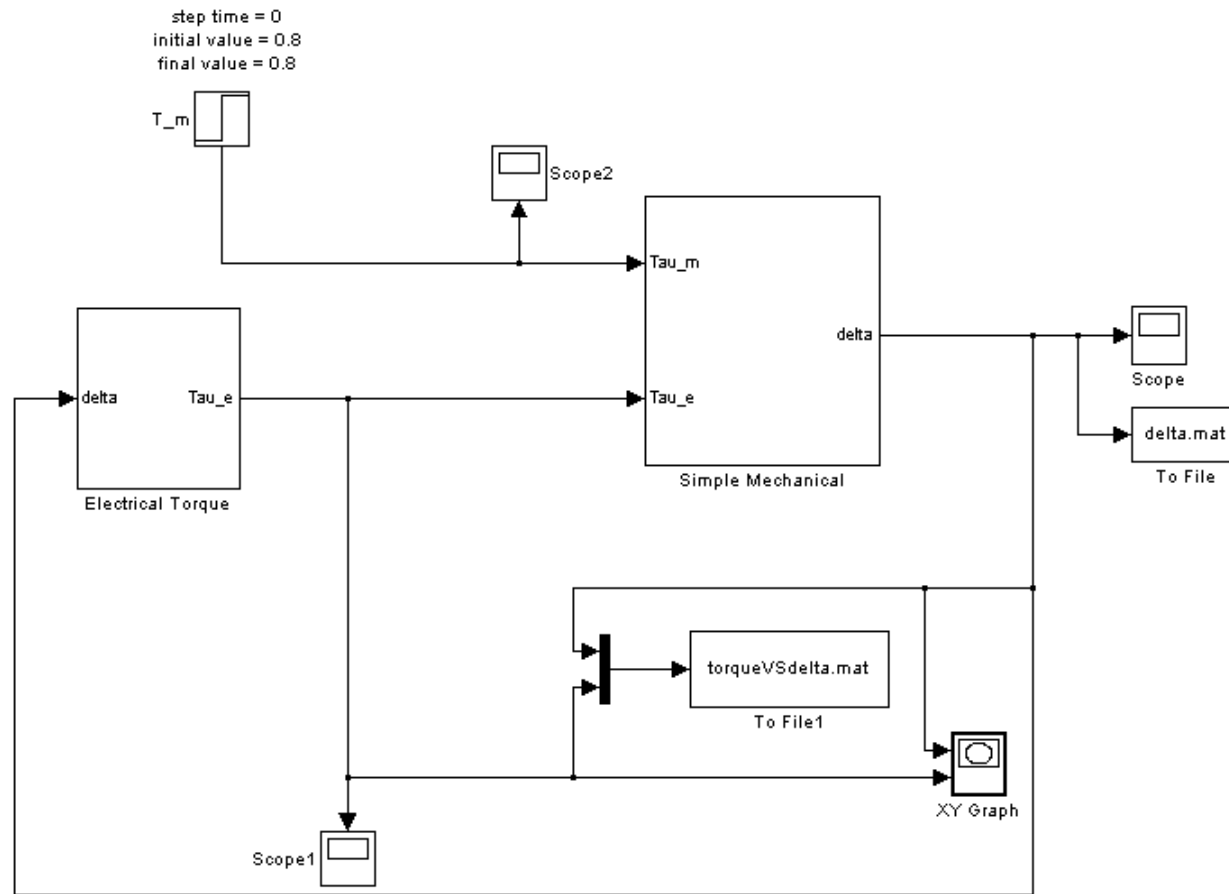 step time = 0
initial value = 0.8
final value = 0.8
T_m
Scope2
Tau_m
delta
Scope
delta
Tau_e
Tau_e
delta.mat
To File
Simple Mechanical
Electrical Torque
torqueVSdelta.mat
To File1
XY Graph
Scope1